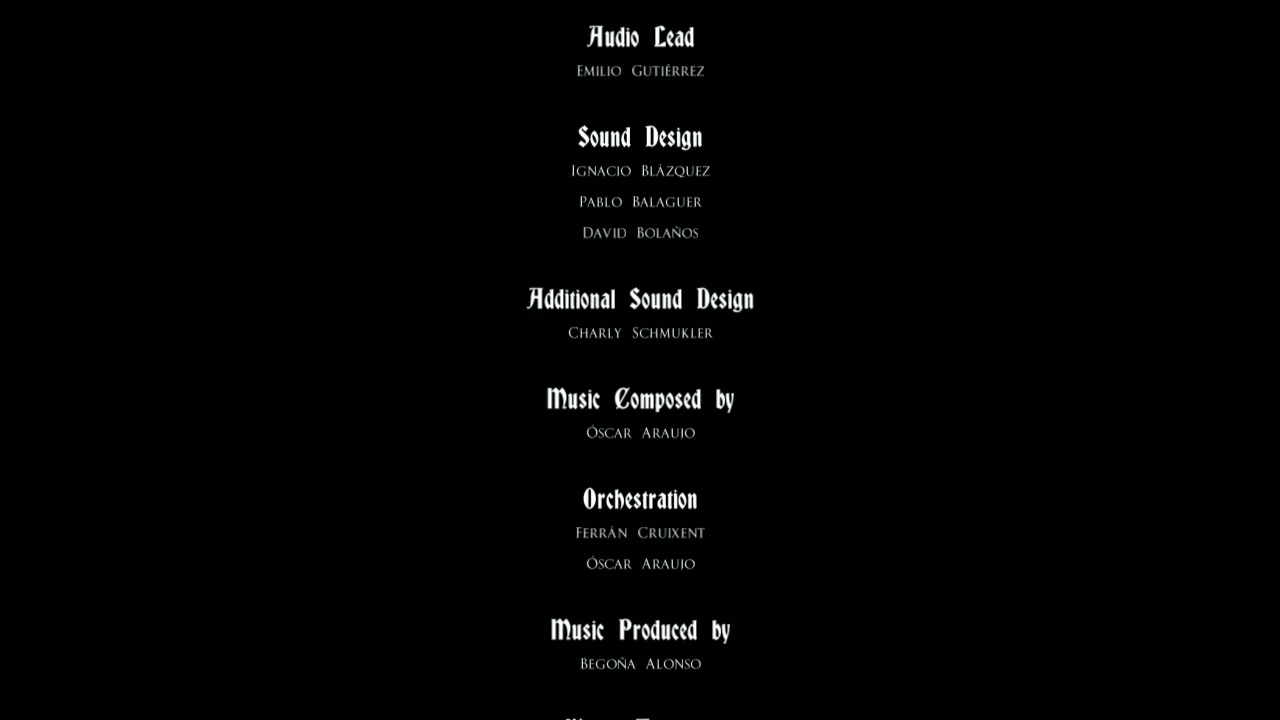 Audio Lead
Emilio Gutiérrez
Sound Design
Ignacio Blázquez
Pablo Balaguer
David Bolaños
Additional Sound Design
Charly Schmukler
Music Composed by
Óscar Araujo
Orchestration
Ferrán Cruixent
Óscar Araujo
Music Produced by
Begoña Alonso